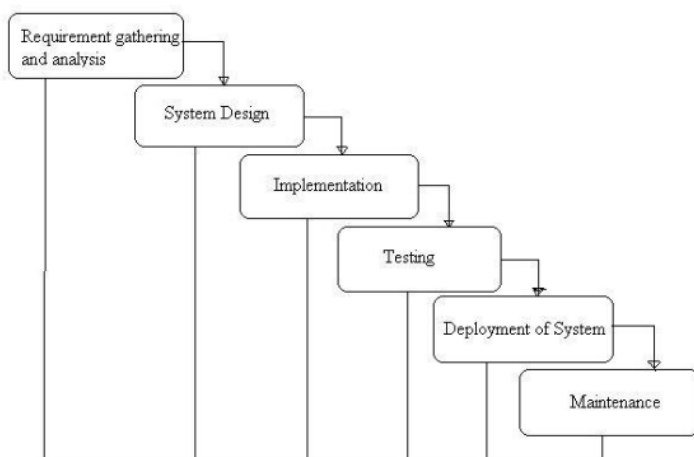 Requirement gathering
and analysis
System Design
Implementation
Testing
Deployment of System
Maintenance